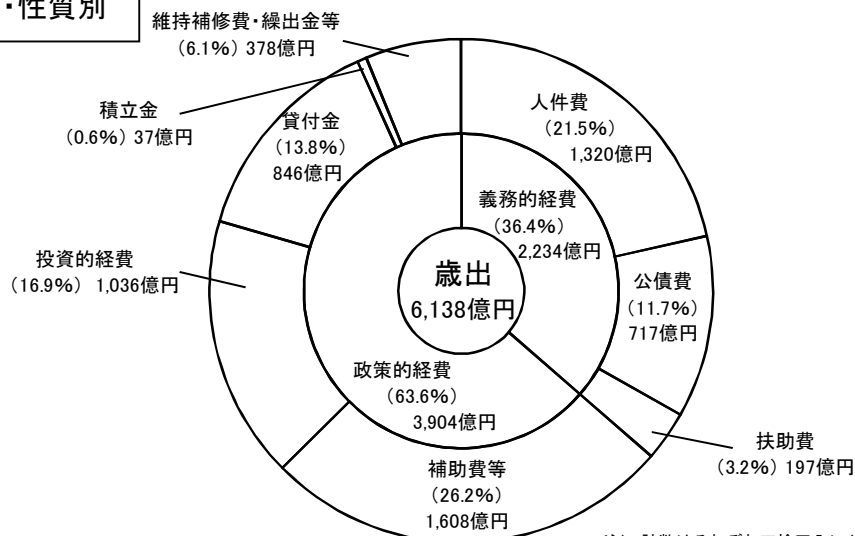 ・性質別
維持補修費・繰出金等
(6.1%) 378億円
積立金
(0.6%) 37億円
貸付金
(13.8%)
846億円
人件費
(21.5%)
1,320億円
義務的経費
(36.4%)
2,234億円
投資的経費
(16.9%) 1,036億円
歳出
6,138億円
公債費
(11.7%)
717億円
政策的経費
(63.6%)
3,904億円
扶助費
(3.2%) 197億円
補助費等
(26.2%)
1,608億円